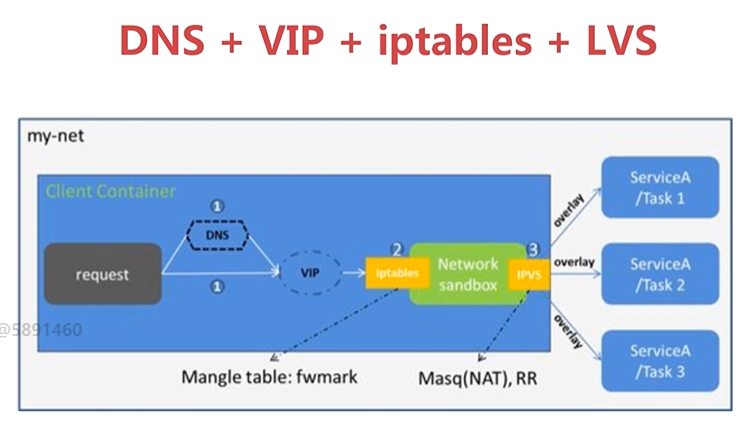 DNS + VIP + iptables + LVS
my-net
Client Container
①
DNS
request
VIP
①
②
Iptables
Network
sandbox
③
IPVS
overlay
overlay
overlay
ServiceA
/Task 1
ServiceA
/Task 2
ServiceA
/Task 3
@5891460
Mangle table: fwmark
Masq(NAT), RR